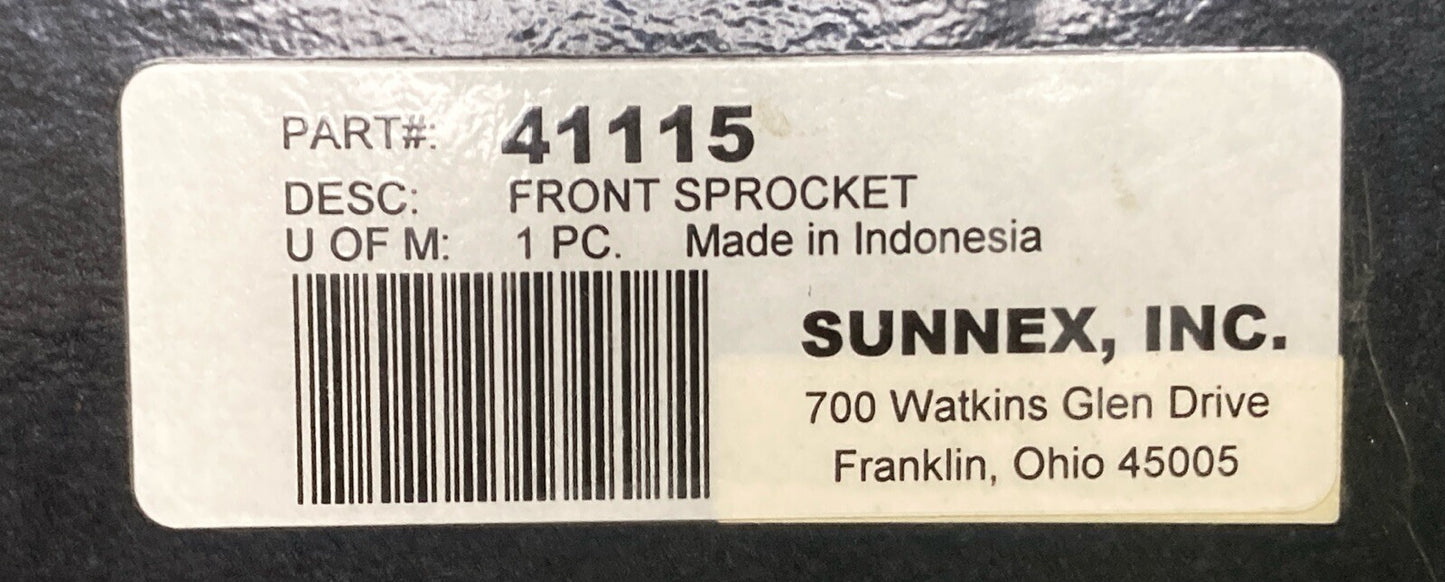 PART#: 41115
DESC: FRONT SPROCKET
U OF M: 1 PC. Made in Indonesia
SUNNEX, INC.
700 Watkins Glen Drive
Franklin, Ohio 45005